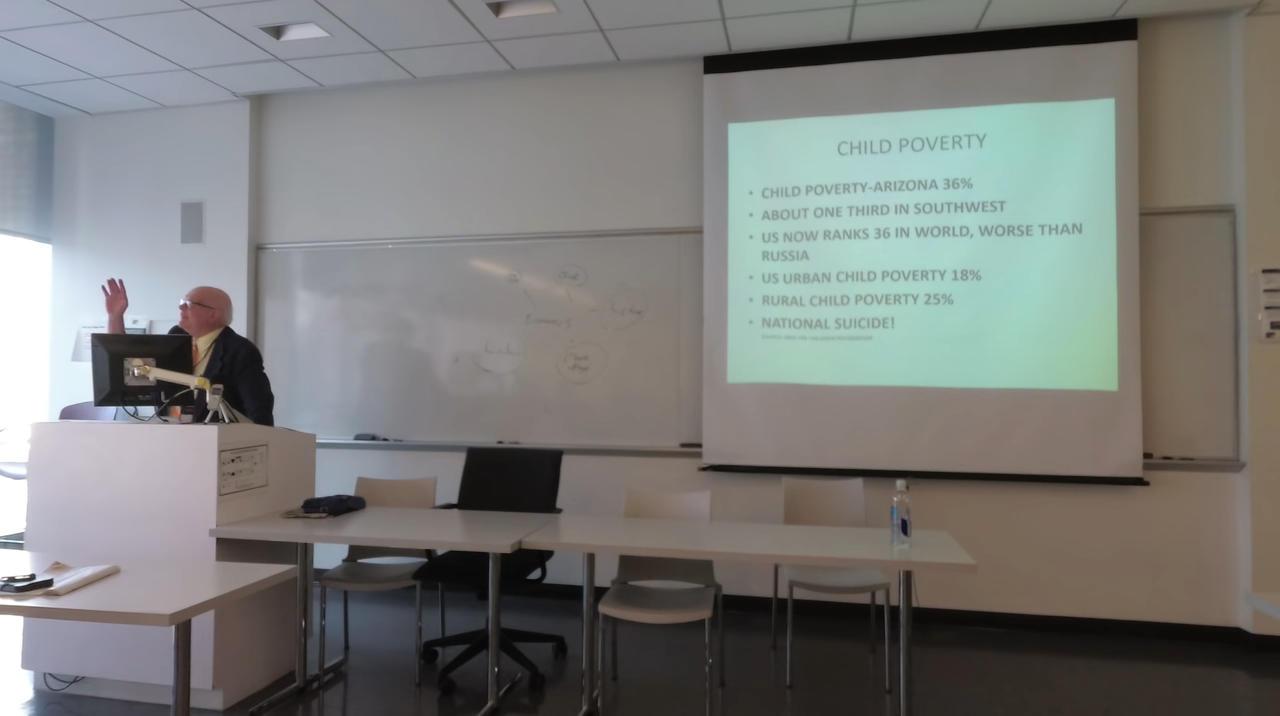 CHILD POVERTY
• CHILD POVERTY-ARIZONA 36%
• ABOUT ONE THIRD IN SOUTHWEST
• US NOW RANKS 36 IN WORLD, WORSE THAN
RUSSIA
• US URBAN CHILD POVERTY 18%
• RURAL CHILD POVERTY 25%
• NATIONAL SUICIDE!